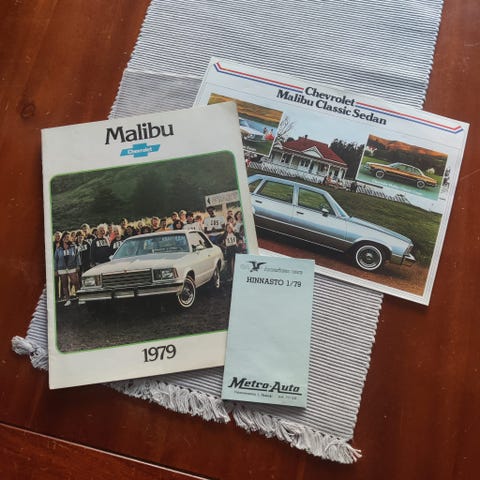 Malibu
Chevrolet
1979
Chevrolet
Malibu Classic Sedan
HINNASTO 1/79
Metro-Auto